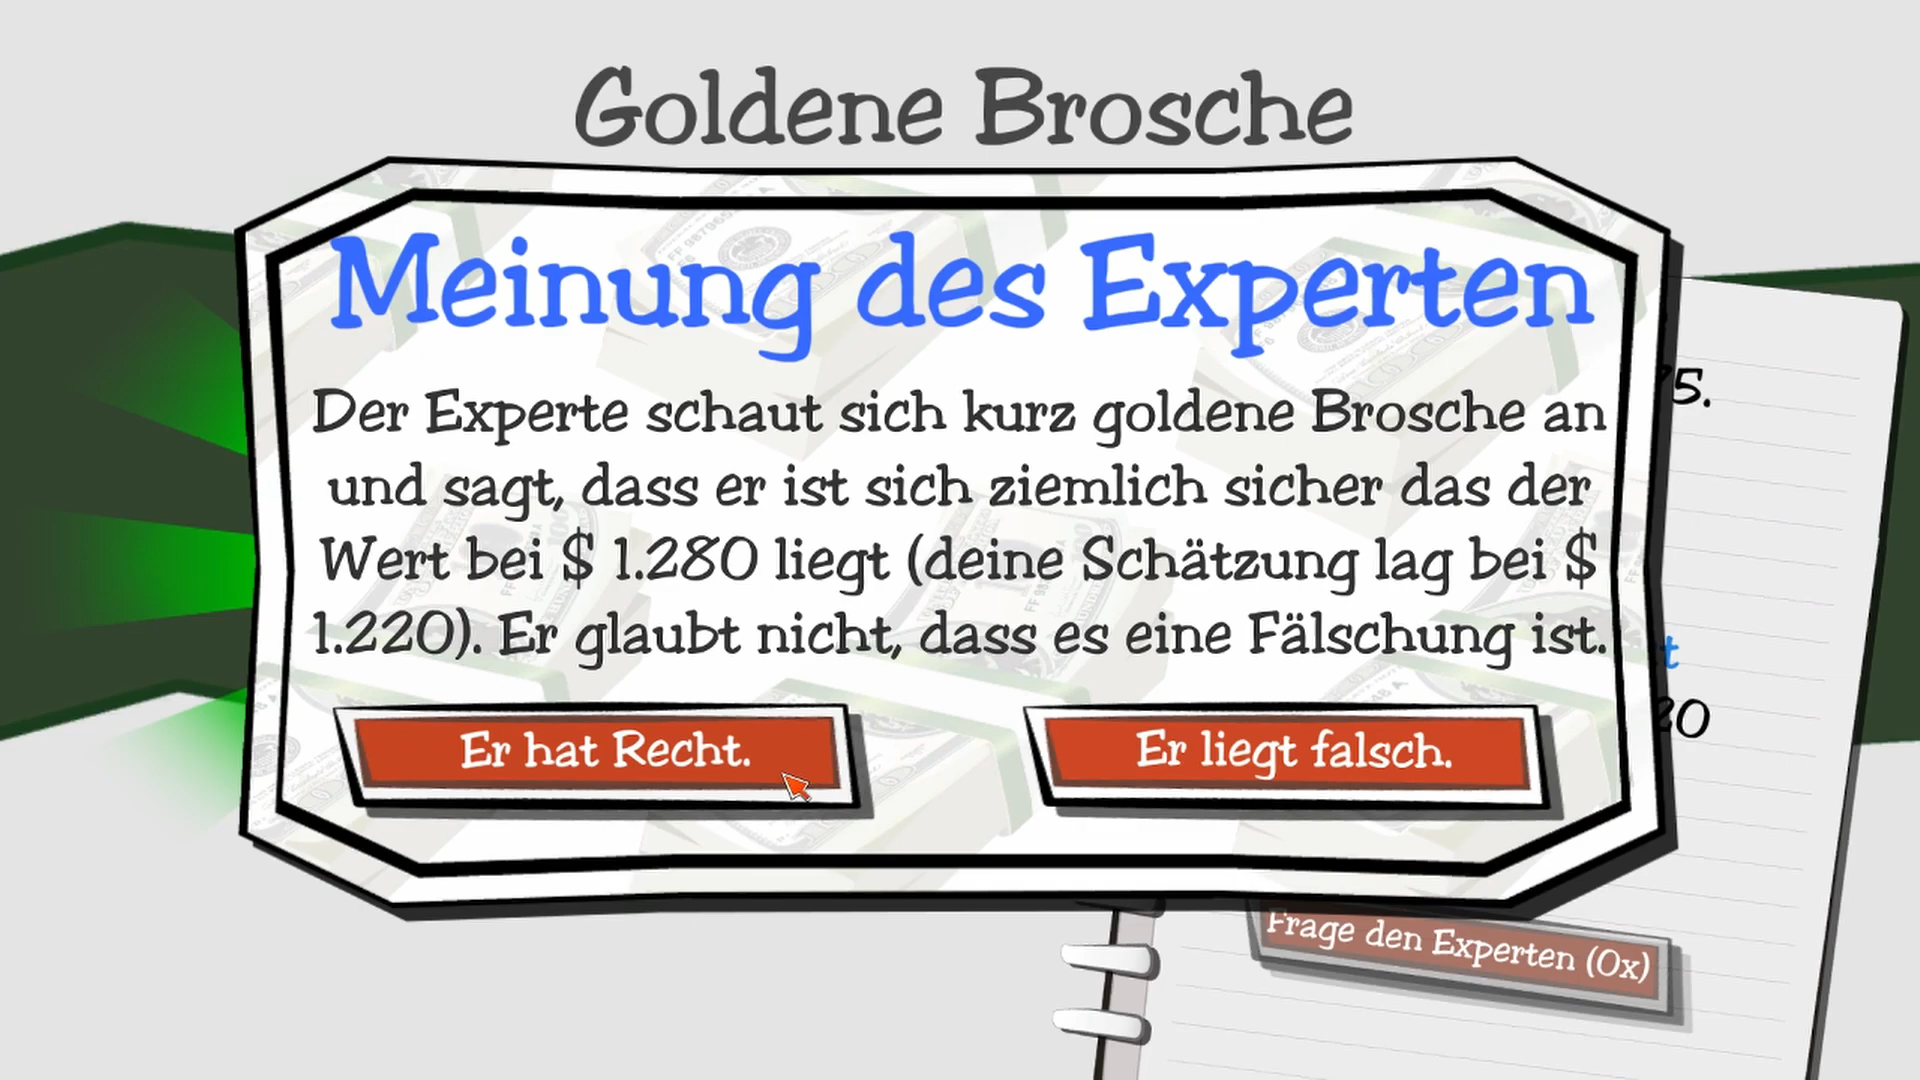 Goldene Brosche
Meinung des Experten
Der Experte schaut sich kurz goldene Brosche an
und sagt, dass er ist sich ziemlich sicher das der
Wert bei $ 1.280 liegt (deine Schätzung lag bei $
1.220). Er glaubt nicht, dass es eine Fälschung ist.
Er hat Recht.
Er liegt falsch.
5.
t
20
Frage den Experten (0x)